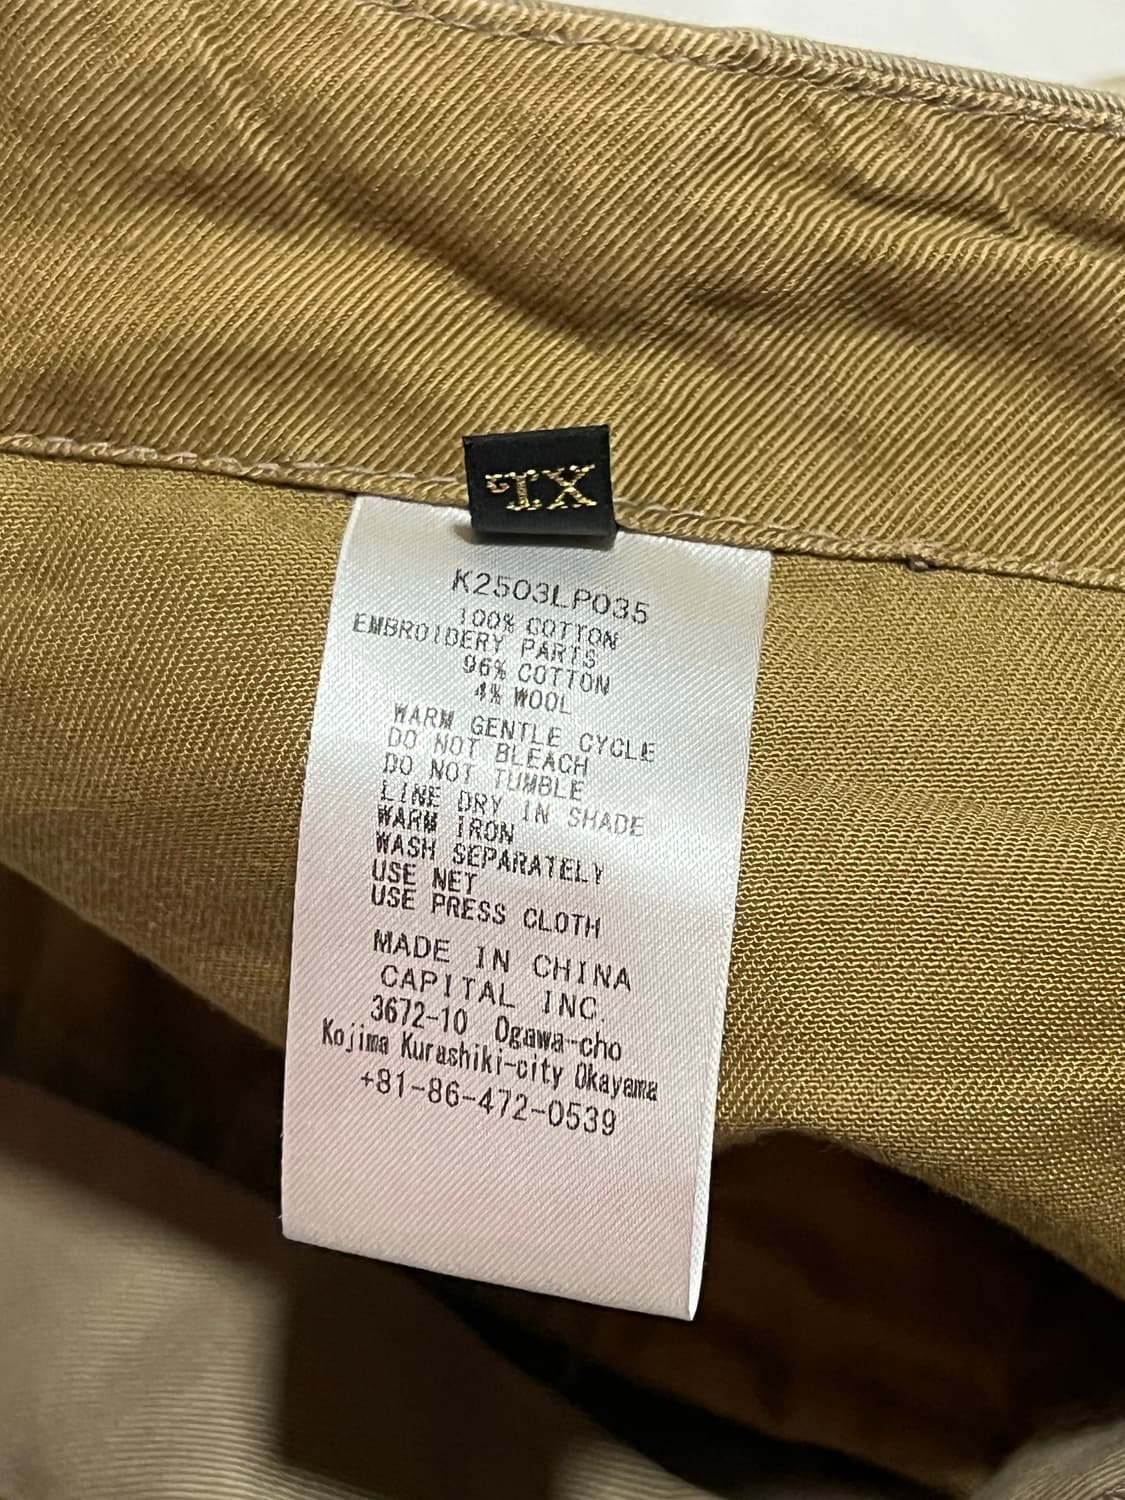 XL
K2503LP035
100% COTTON
EMBROIDERY PARTS
96% COTTON
4% WOOL
WARM GENTLE CYCLE
DO NOT BLEACH
DO NOT TUMBLE
LINE DRY IN SHADE
WARM IRON
WASH SEPARATELY
USE NET
USE PRESS CLOTH
MADE IN CHINA
CAPITAL INC.
3672-10 Ogawa-cho
Kojima Kurashiki-city Okayama
+81-86-472-0539